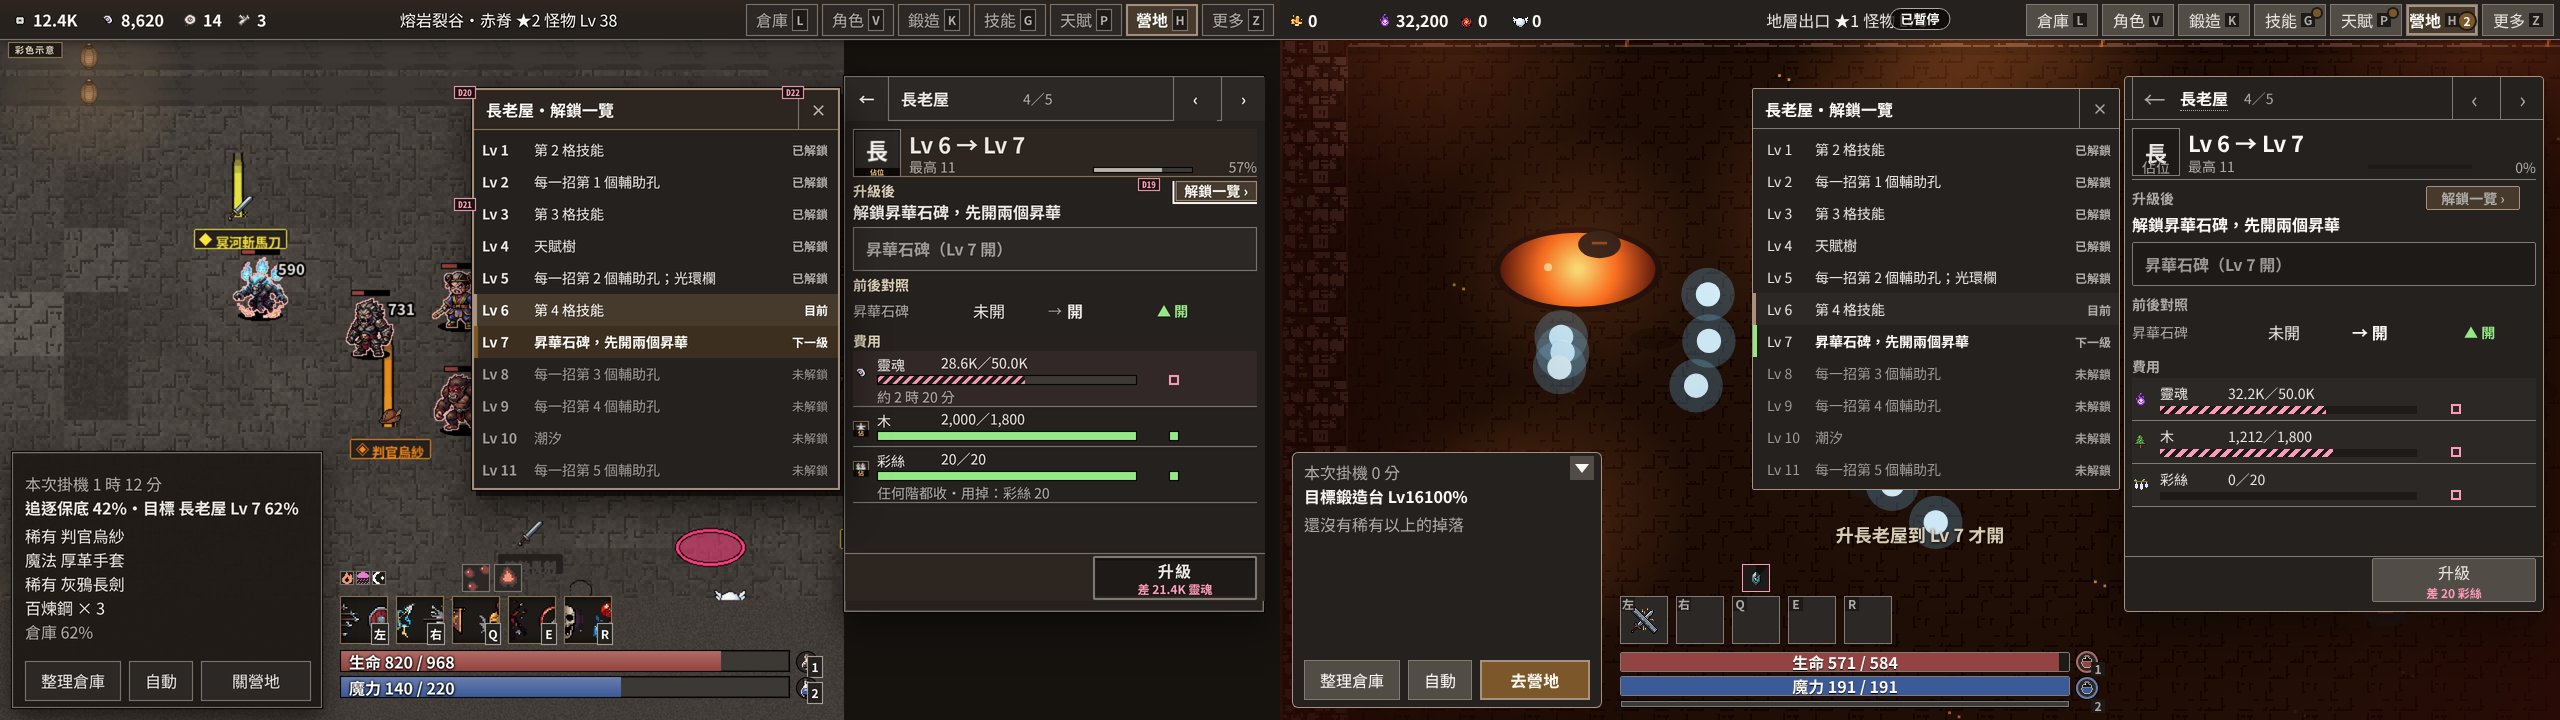 12.4K 8,620 14 3 熔岩裂谷・赤脊 ★2 怪物 Lv 38 倉庫 L 角色 V 鍛造 K 技能 G 天賦 P 營地 H 更多 Z
彩色示意
D20 D22
長老屋・解鎖一覽 ×
Lv 1 第 2 格技能 已解鎖
Lv 2 每一招第 1 個輔助孔 已解鎖
D21
Lv 3 第 3 格技能 已解鎖
Lv 4 天賦樹 已解鎖
Lv 5 每一招第 2 個輔助孔；光環欄 已解鎖
Lv 6 第 4 格技能 目前
Lv 7 昇華石碑，先開兩個昇華 下一級
Lv 8 每一招第 3 個輔助孔 未解鎖
Lv 9 每一招第 4 個輔助孔 未解鎖
Lv 10 潮汐 未解鎖
Lv 11 每一招第 5 個輔助孔 未解鎖
冥河斬馬刀
590
731
判官烏紗
本次掛機 1 時 12 分
追逐保底 42%・目標 長老屋 Lv 7 62%
稀有 判官烏紗
魔法 厚革手套
稀有 灰鴉長劍
百煉鋼 × 3
倉庫 62%
整理倉庫 自動 關營地
左 右 Q E R
生命 820 / 968 1
魔力 140 / 220 2
← 長老屋 4／5 ‹ ›
長 佔位
Lv 6 → Lv 7
最高 11 57%
D19
升級後 解鎖一覽 ›
解鎖昇華石碑，先開兩個昇華
昇華石碑（Lv 7 開）
前後對照
昇華石碑 未開 → 開 ▲ 開
費用
靈魂 28.6K／50.0K
約 2 時 20 分
木 2,000／1,800
彩絲 20／20
任何階都收・用掉：彩絲 20
升級
差 21.4K 靈魂
0 32,200 0 0 地層出口 ★1 怪物 已暫停 倉庫 L 角色 V 鍛造 K 技能 G 天賦 P 營地 H 2 更多 Z
長老屋・解鎖一覽 ×
Lv 1 第 2 格技能 已解鎖
Lv 2 每一招第 1 個輔助孔 已解鎖
Lv 3 第 3 格技能 已解鎖
Lv 4 天賦樹 已解鎖
Lv 5 每一招第 2 個輔助孔；光環欄 已解鎖
Lv 6 第 4 格技能 目前
Lv 7 昇華石碑，先開兩個昇華 下一級
Lv 8 每一招第 3 個輔助孔 未解鎖
Lv 9 每一招第 4 個輔助孔 未解鎖
Lv 10 潮汐 未解鎖
Lv 11 每一招第 5 個輔助孔 未解鎖
升長老屋到 Lv 7 才開
本次掛機 0 分
目標鍛造台 Lv16100%
還沒有稀有以上的掉落
整理倉庫 自動 去營地
左 右 Q E R
生命 571 / 584 1
魔力 191 / 191 2
← 長老屋 4／5 ‹ ›
長 佔位
Lv 6 → Lv 7
最高 11 0%
升級後 解鎖一覽 ›
解鎖昇華石碑，先開兩個昇華
昇華石碑（Lv 7 開）
前後對照
昇華石碑 未開 → 開 ▲ 開
費用
靈魂 32.2K／50.0K
木 1,212／1,800
彩絲 0／20
升級
差 20 彩絲